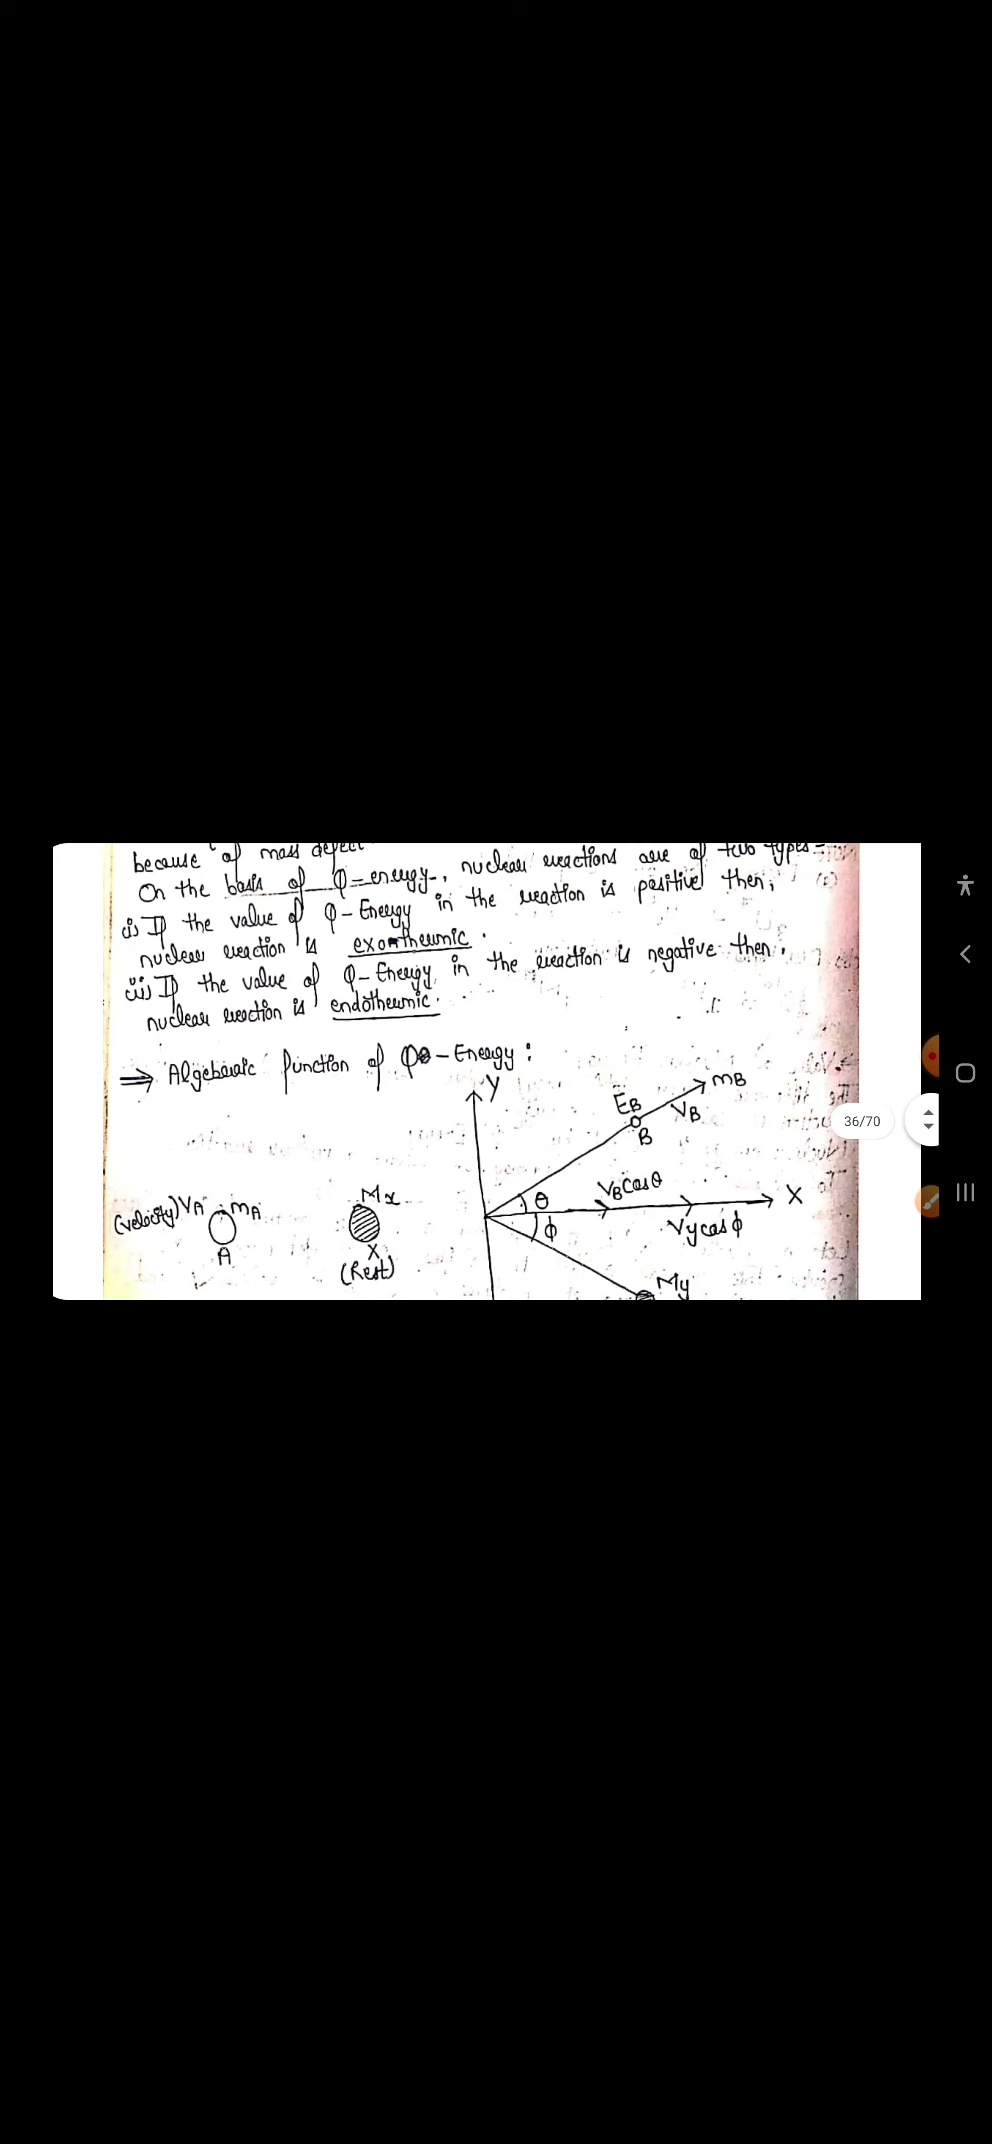 because of mass defect
On the basis of Q-energy, nuclear reactions are of two types-
(i) If the value of Q-Energy in the reaction is positive then,
nuclear reaction is exothermic.
(ii) If the value of Q-Energy in the reaction is negative then,
nuclear reaction is endothermic.
⇒ Algebraic function of Q-Energy:
Y
mB
EB
VB
B
VB cosθ
θ
X
Vy cosφ
φ
(velocity) VA
mA
A
Mx
X
(Rest)
My
36/70